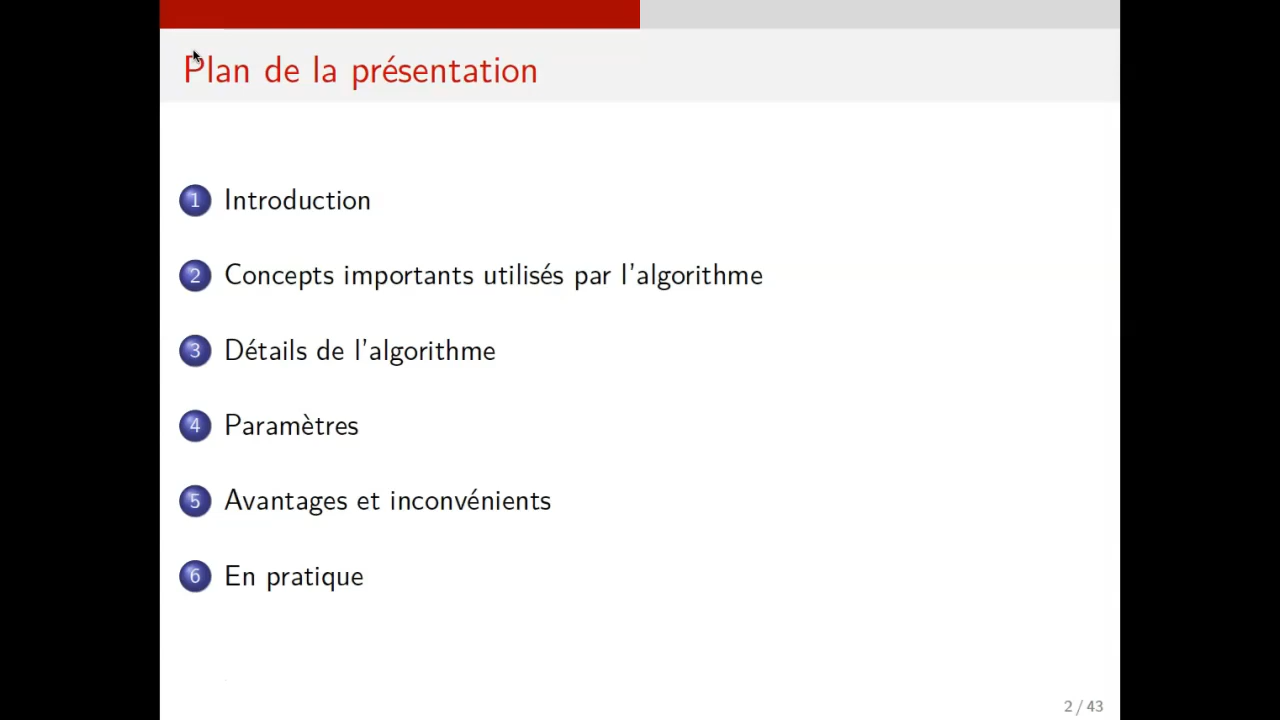 Plan de la présentation
1 Introduction
2 Concepts importants utilisés par l'algorithme
3 Détails de l'algorithme
4 Paramètres
5 Avantages et inconvénients
6 En pratique
2 / 43